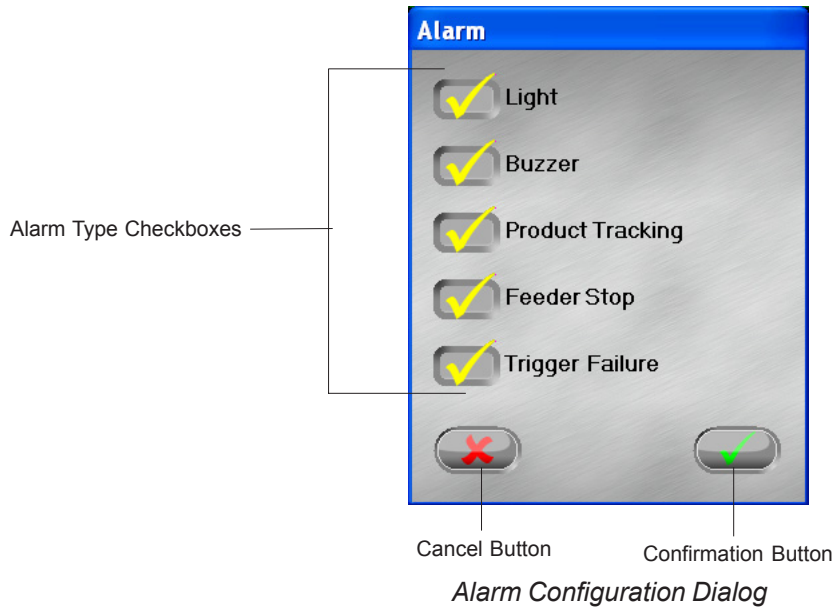 Alarm
Light
Buzzer
Product Tracking
Feeder Stop
Trigger Failure
Alarm Type Checkboxes
Cancel Button
Confirmation Button
Alarm Configuration Dialog